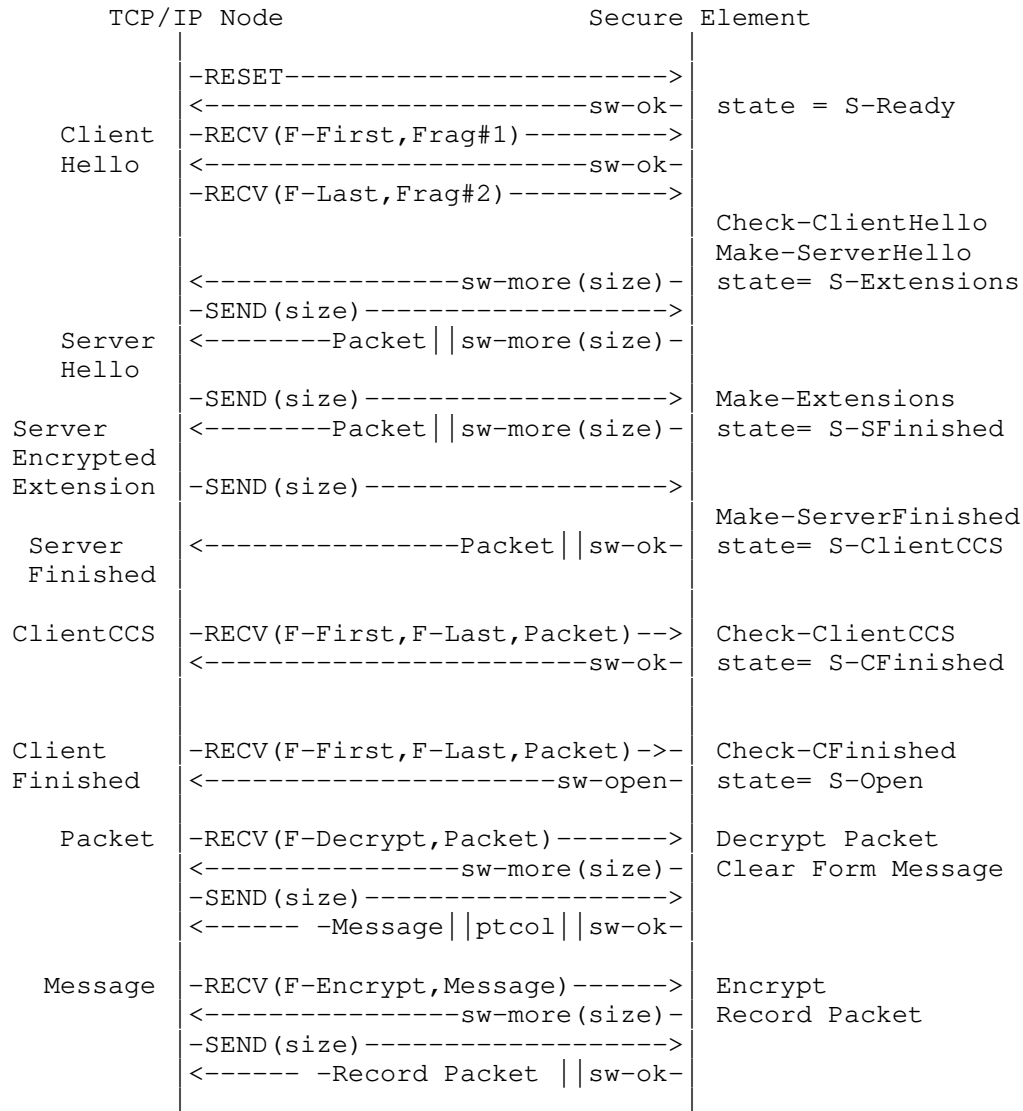 TCP/IP Node                   Secure Element
           |                               |
           |-RESET------------------------>|
           |<------------------------sw-ok-| state = S-Ready
    Client |-RECV(F-First,Frag#1)--------->|
    Hello  |<------------------------sw-ok-|
           |-RECV(F-Last,Frag#2)---------->|
           |                               | Check-ClientHello
           |                               | Make-ServerHello
           |<----------------sw-more(size)-| state= S-Extensions
           |-SEND(size)------------------->|
    Server |<--------Packet||sw-more(size)-|
    Hello  |                               |
           |-SEND(size)------------------->| Make-Extensions
 Server    |<--------Packet||sw-more(size)-| state= S-SFinished
 Encrypted |                               |
 Extension |-SEND(size)------------------->|
           |                               | Make-ServerFinished
  Server   |<----------------Packet||sw-ok-| state= S-ClientCCS
  Finished |                               |
           |                               |
 ClientCCS |-RECV(F-First,F-Last,Packet)-->| Check-ClientCCS
           |<------------------------sw-ok-| state= S-CFinished
           |                               |
           |                               |
 Client    |-RECV(F-First,F-Last,Packet)->-| Check-CFinished
 Finished  |<----------------------sw-open-| state= S-Open
           |                               |
    Packet |-RECV(F-Decrypt,Packet)------->| Decrypt Packet
           |<----------------sw-more(size)-| Clear Form Message
           |-SEND(size)------------------->|
           |<------ -Message||ptcol||sw-ok-|
           |                               |
   Message |-RECV(F-Encrypt,Message)------>| Encrypt
           |<----------------sw-more(size)-| Record Packet
           |-SEND(size)------------------->|
           |<------ -Record Packet ||sw-ok-|
           |                               |